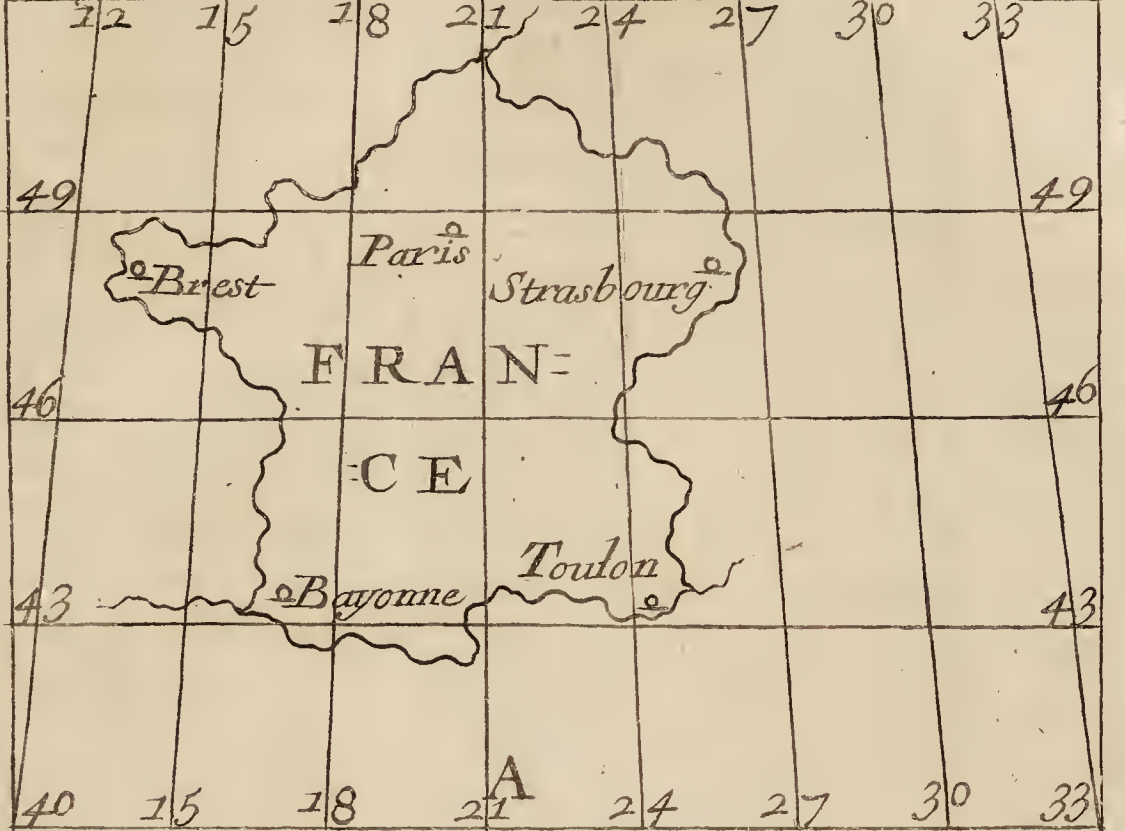 12 15 18 21 24 27 30 33
49 49
Paris
Brest Strasbourg
FRAN=
46 46
=CE
Toulon
Bayonne
43 43
A
40 15 18 21 24 27 30 33